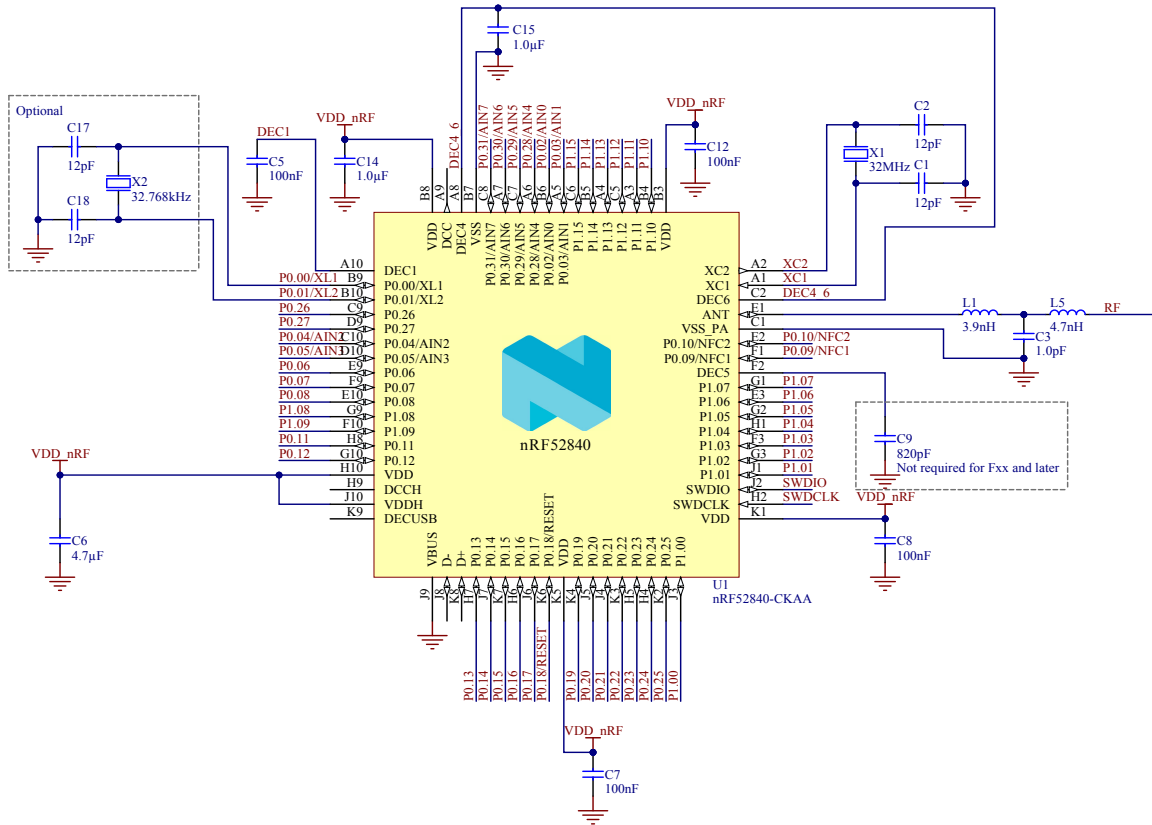 C15
1.0µF
Optional
C17
12pF
X2
32.768kHz
C18
12pF
DEC1
C5
100nF
VDD_nRF
C14
1.0µF
DEC4_6
P0.31/AIN7
P0.30/AIN6
P0.29/AIN5
P0.28/AIN4
P0.02/AIN0
P0.03/AIN1
P1.15
P1.14
P1.13
P1.12
P1.11
P1.10
VDD_nRF
C12
100nF
C2
12pF
X1
32MHz
C1
12pF
B8
A9
A8
B7
C8
A7
C7
A6
B6
A5
C6
B5
A4
C5
A3
B4
B3
VDD
DCC
DEC4
VSS
P0.31/AIN7
P0.30/AIN6
P0.29/AIN5
P0.28/AIN4
P0.02/AIN0
P0.03/AIN1
P1.15
P1.14
P1.13
P1.12
P1.11
P1.10
VDD
A10 DEC1
P0.00/XL1 B9 P0.00/XL1
P0.01/XL2 B10 P0.01/XL2
P0.26 C9 P0.26
P0.27 D9 P0.27
P0.04/AIN2 C10 P0.04/AIN2
P0.05/AIN3 D10 P0.05/AIN3
P0.06 E9 P0.06
P0.07 F9 P0.07
P0.08 E10 P0.08
P1.08 G9 P1.08
P1.09 F10 P1.09
P0.11 H8 P0.11
P0.12 G10 P0.12
H10 VDD
H9 DCCH
J10 VDDH
K9 DECUSB
VDD_nRF
C6
4.7µF
nRF52840
XC2 A2 XC2
XC1 A1 XC1
DEC6 C2 DEC4_6
ANT E1
VSS_PA C1
P0.10/NFC2 E2 P0.10/NFC2
P0.09/NFC1 F1 P0.09/NFC1
DEC5 F2
P1.07 G1 P1.07
P1.06 E3 P1.06
P1.05 G2 P1.05
P1.04 H1 P1.04
P1.03 F3 P1.03
P1.02 G3 P1.02
P1.01 J1 P1.01
SWDIO J2 SWDIO
SWDCLK H2 SWDCLK
VDD K1
L1
3.9nH
L5
4.7nH
RF
C3
1.0pF
C9
820pF
Not required for Fxx and later
VDD_nRF
C8
100nF
VBUS
D-
D+
P0.13
P0.14
P0.15
P0.16
P0.17
P0.18/RESET
VDD
P0.19
P0.20
P0.21
P0.22
P0.23
P0.24
P0.25
P1.00
U1
nRF52840-CKAA
J9
J8
K8
H7
J7
K7
H6
J6
K6
K5
K4
J5
J4
K3
H5
H4
K2
J3
P0.13
P0.14
P0.15
P0.16
P0.17
P0.18/RESET
P0.19
P0.20
P0.21
P0.22
P0.23
P0.24
P0.25
P1.00
VDD_nRF
C7
100nF